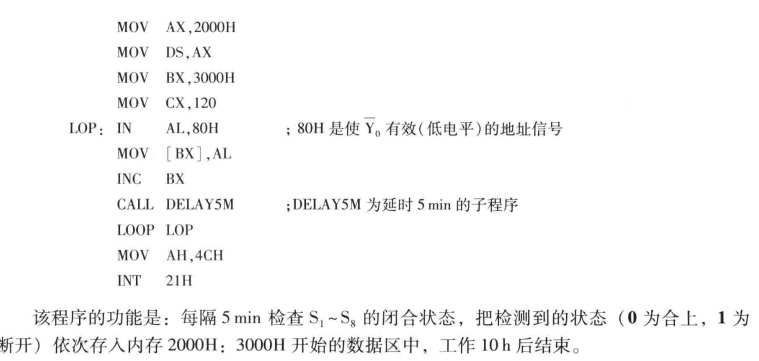 MOV AX,2000H
MOV DS,AX
MOV BX,3000H
MOV CX,120
LOP: IN AL,80H ; 80H 是使 Y̅₀ 有效(低电平)的地址信号
MOV [BX],AL
INC BX
CALL DELAY5M ;DELAY5M 为延时 5 min 的子程序
LOOP LOP
MOV AH,4CH
INT 21H
该程序的功能是：每隔 5 min 检查 S₁~S₈ 的闭合状态，把检测到的状态（0 为合上，1 为
断开）依次存入内存 2000H：3000H 开始的数据区中，工作 10 h 后结束。